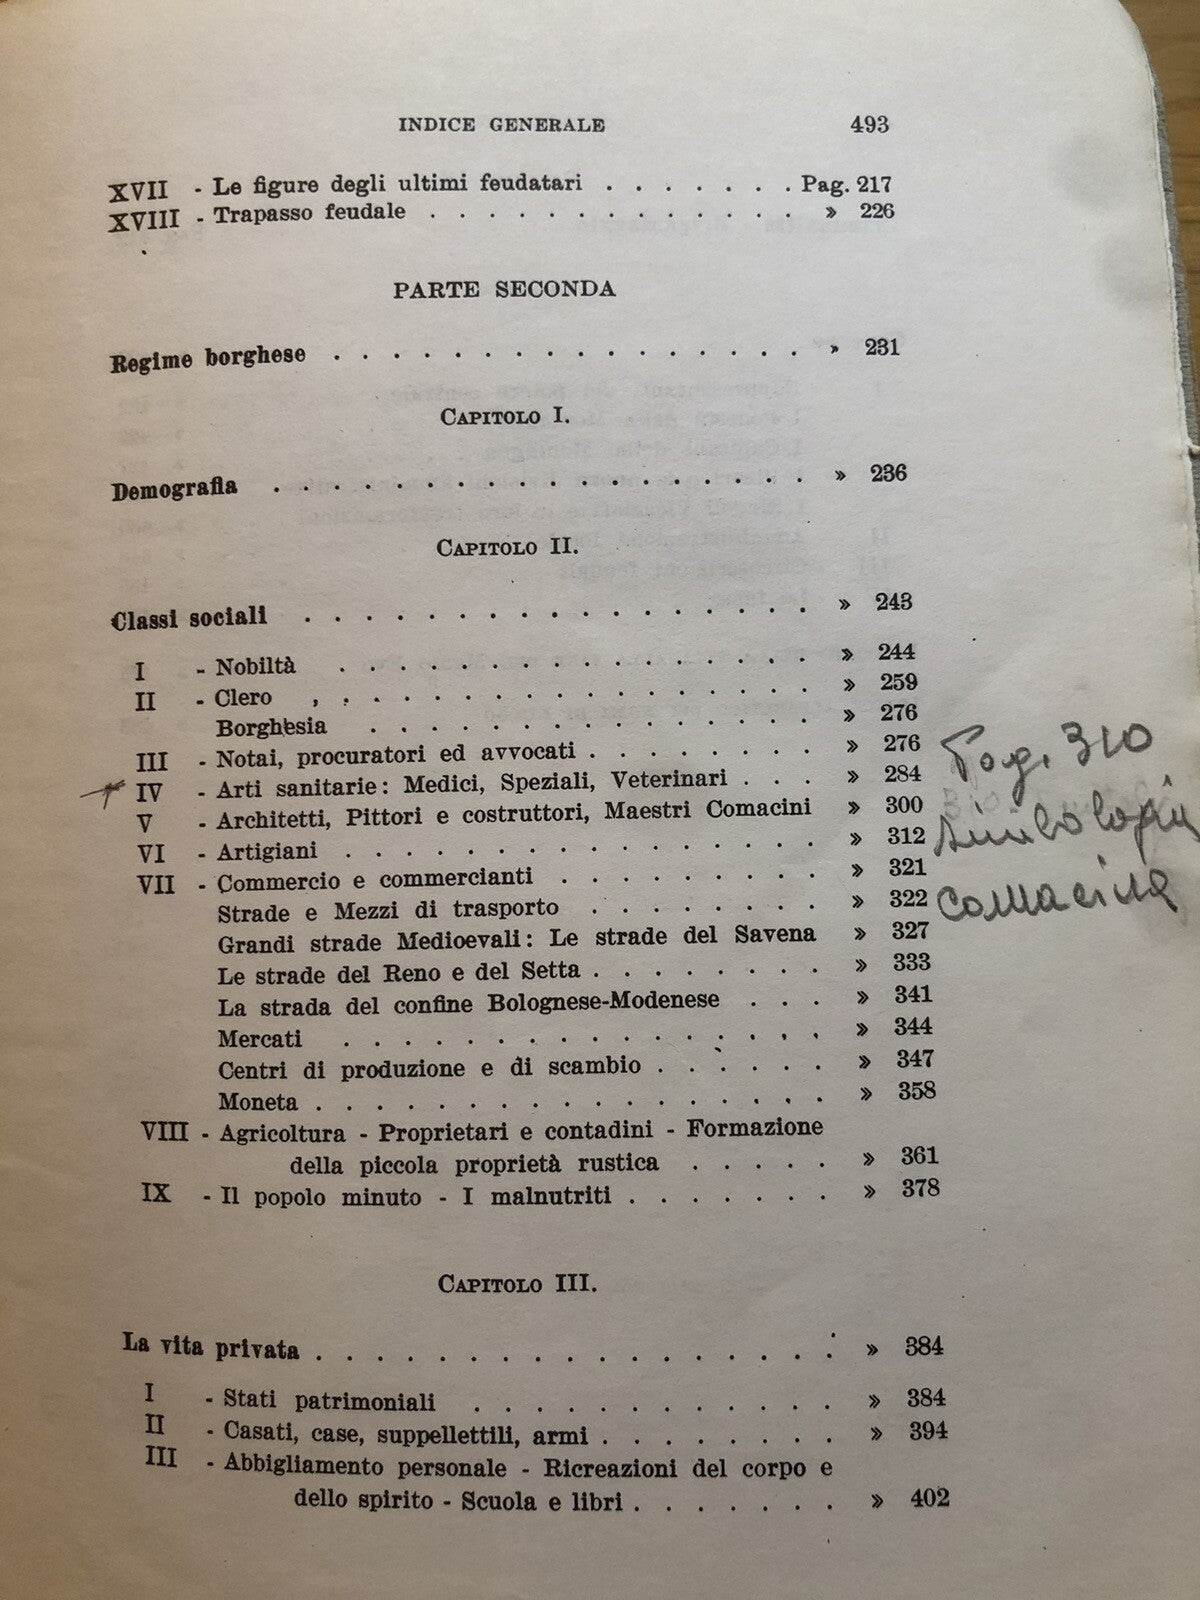 INDICE GENERALE 493
XVII - Le figure degli ultimi feudatari . . . . . . . Pag. 217
XVIII - Trapasso feudale . . . . . . . . . . . . . » 226
PARTE SECONDA
Regime borghese . . . . . . . . . . . . . . . . » 231
CAPITOLO I.
Demografia . . . . . . . . . . . . . . . . . . » 236
CAPITOLO II.
Classi sociali . . . . . . . . . . . . . . . . . » 243
I - Nobiltà . . . . . . . . . . . . . . . . » 244
II - Clero , . . . . . . . . . . . . . . . . » 259
Borghesia . . . . . . . . . . . . . . . » 276
III - Notai, procuratori ed avvocati . . . . . . . . » 276
IV - Arti sanitarie: Medici, Speziali, Veterinari . . . » 284
V - Architetti, Pittori e costruttori, Maestri Comacini » 300
VI - Artigiani . . . . . . . . . . . . . . . . » 312
VII - Commercio e commercianti . . . . . . . . . » 321
Strade e Mezzi di trasporto . . . . . . . . » 322
Grandi strade Medioevali: Le strade del Savena » 327
Le strade del Reno e del Setta . . . . . . . . » 333
La strada del confine Bolognese-Modenese . . . » 341
Mercati . . . . . . . . . . . . . . . . . » 344
Centri di produzione e di scambio . . . . . . » 347
Moneta . . . . . . . . . . . . . . . . . . » 358
VIII - Agricoltura - Proprietari e contadini - Formazione
della piccola proprietà rustica . . . . . » 361
IX - Il popolo minuto - I malnutriti . . . . . . . » 378
Pag. 310
simbologia
comacina
CAPITOLO III.
La vita privata . . . . . . . . . . . . . . . . . . » 384
I - Stati patrimoniali . . . . . . . . . . . . . » 384
II - Casati, case, suppellettili, armi . . . . . . . . » 394
III - Abbigliamento personale - Ricreazioni del corpo e
dello spirito - Scuola e libri . . . . . . . » 402